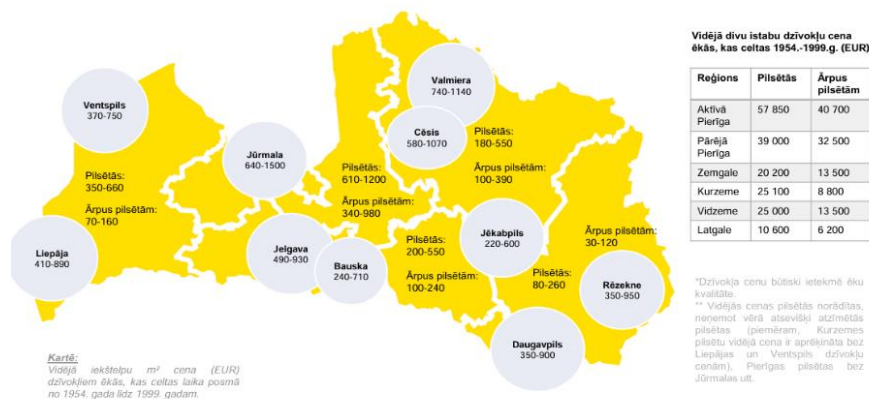 Ventspils
370-750
Pilsētās:
350-660
Ārpus pilsētām:
70-160
Liepāja
410-890
Jūrmala
640-1500
Jelgava
490-930
Bauska
240-710
Pilsētās:
610-1200
Ārpus pilsētām:
340-980
Valmiera
740-1140
Cēsis
580-1070
Pilsētās:
180-550
Ārpus pilsētām:
100-390
Pilsētās:
200-550
Ārpus pilsētām:
100-240
Jēkabpils
220-600
Ārpus pilsētām:
30-120
Pilsētās:
80-260
Rēzekne
350-950
Daugavpils
350-900
Kartē:
Vidējā iekštelpu m² cena (EUR)
dzīvokļiem ēkās, kas celtas laika posmā
no 1954. gada līdz 1999. gadam.
Vidējā divu istabu dzīvokļu cena
ēkās, kas celtas 1954.-1999.g. (EUR)
Reģions Pilsētās Ārpus pilsētām
Aktīvā Pierīga 57 850 40 700
Pārējā Pierīga 39 000 32 500
Zemgale 20 200 13 500
Kurzeme 25 100 8 800
Vidzeme 25 000 13 500
Latgale 10 600 6 200
*Dzīvokļa cenu būtiski ietekmē ēku
kvalitāte.
** Vidējās cenas pilsētās norādītas,
neņemot vērā atsevišķi atzīmētās
pilsētas (piemēram, Kurzemes
pilsētu vidējā cena ir aprēķināta bez
Liepājas un Ventspils dzīvokļu
cenām), Pierīgas pilsētas bez
Jūrmalas utt.